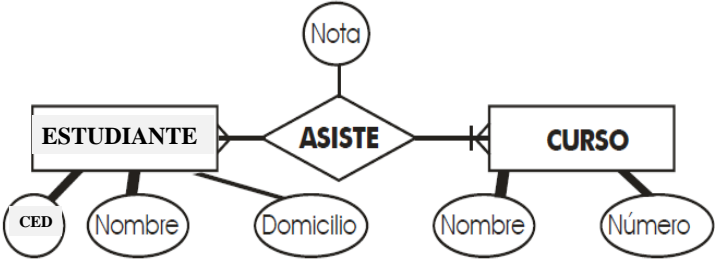 Nota
ESTUDIANTE
ASISTE
CURSO
CED
Nombre
Domicilio
Nombre
Número